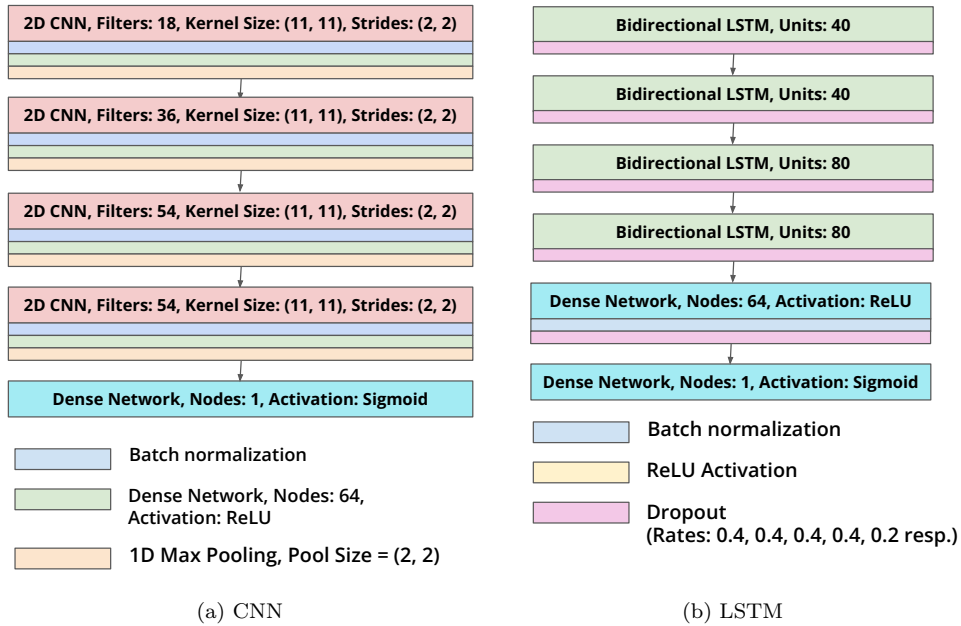 2D CNN, Filters: 18, Kernel Size: (11, 11), Strides: (2, 2)
2D CNN, Filters: 36, Kernel Size: (11, 11), Strides: (2, 2)
2D CNN, Filters: 54, Kernel Size: (11, 11), Strides: (2, 2)
2D CNN, Filters: 54, Kernel Size: (11, 11), Strides: (2, 2)
Dense Network, Nodes: 1, Activation: Sigmoid
Batch normalization
Dense Network, Nodes: 64,
Activation: ReLU
1D Max Pooling, Pool Size = (2, 2)
(a) CNN
Bidirectional LSTM, Units: 40
Bidirectional LSTM, Units: 40
Bidirectional LSTM, Units: 80
Bidirectional LSTM, Units: 80
Dense Network, Nodes: 64, Activation: ReLU
Dense Network, Nodes: 1, Activation: Sigmoid
Batch normalization
ReLU Activation
Dropout
(Rates: 0.4, 0.4, 0.4, 0.4, 0.2 resp.)
(b) LSTM